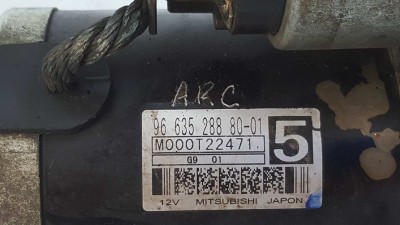 A.R.C
96 635 288 80-01
M000T22471.
5
G9 01
12V MITSUBISHI JAPON